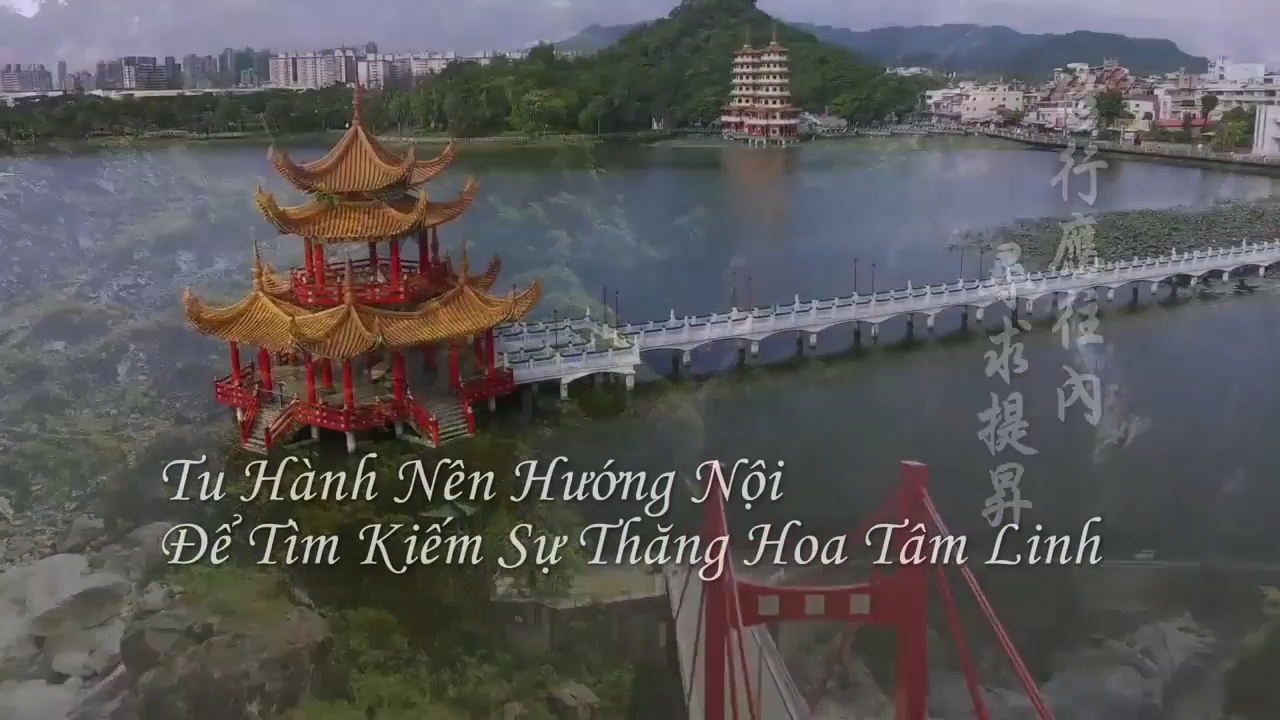 行應往內
尋求提昇
Tu Hành Nên Hướng Nội
Để Tìm Kiếm Sự Thăng Hoa Tâm Linh